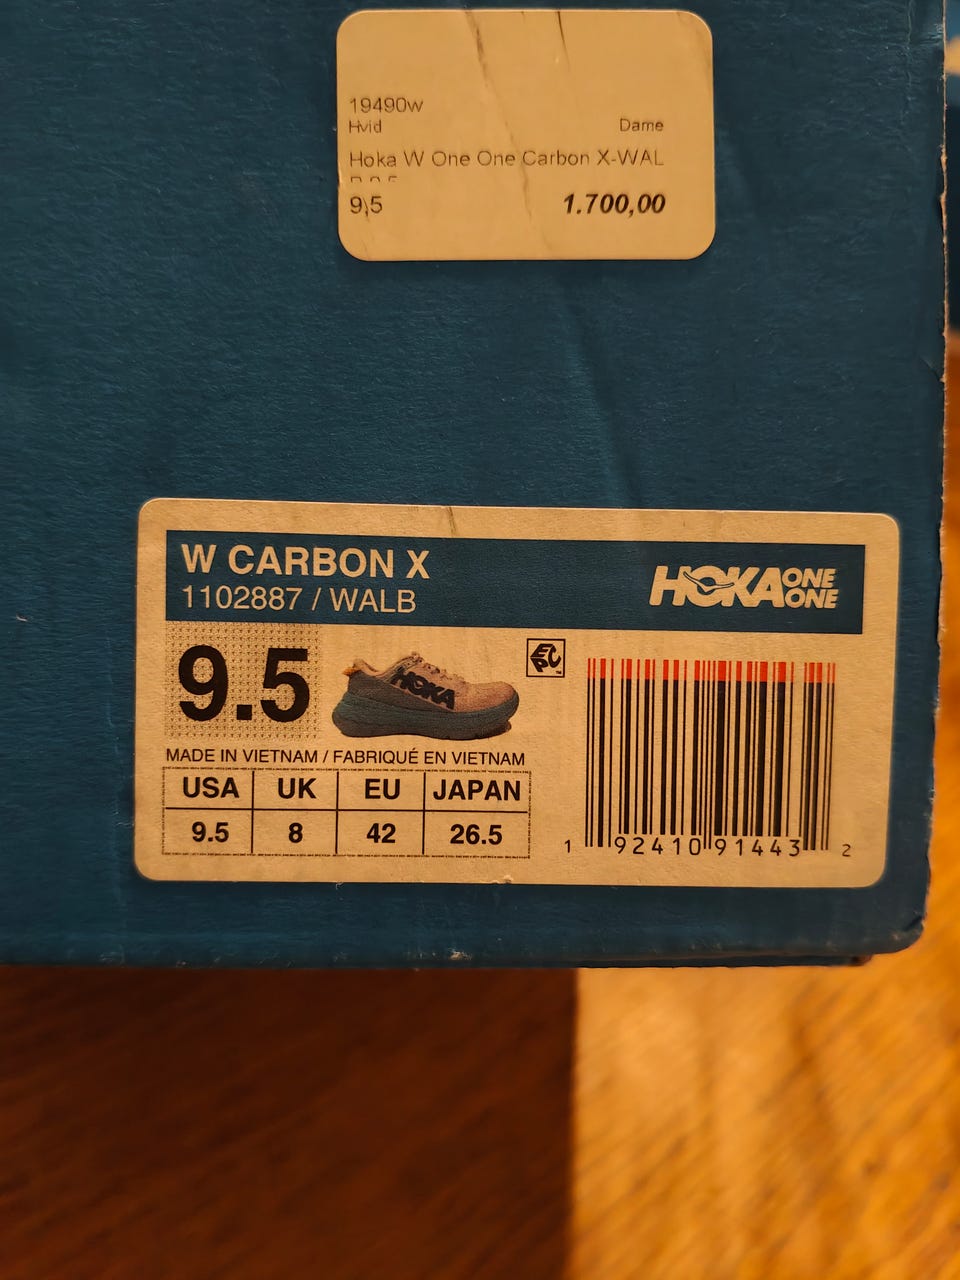 19490w
Hvid Dame
Hoka W One One Carbon X-WAL
9,5 1.700,00
W CARBON X
1102887 / WALB
HOKA ONE ONE
9.5
HOKA
EPC
MADE IN VIETNAM / FABRIQUÉ EN VIETNAM
USA UK EU JAPAN
9.5 8 42 26.5
1 92410 91443 2